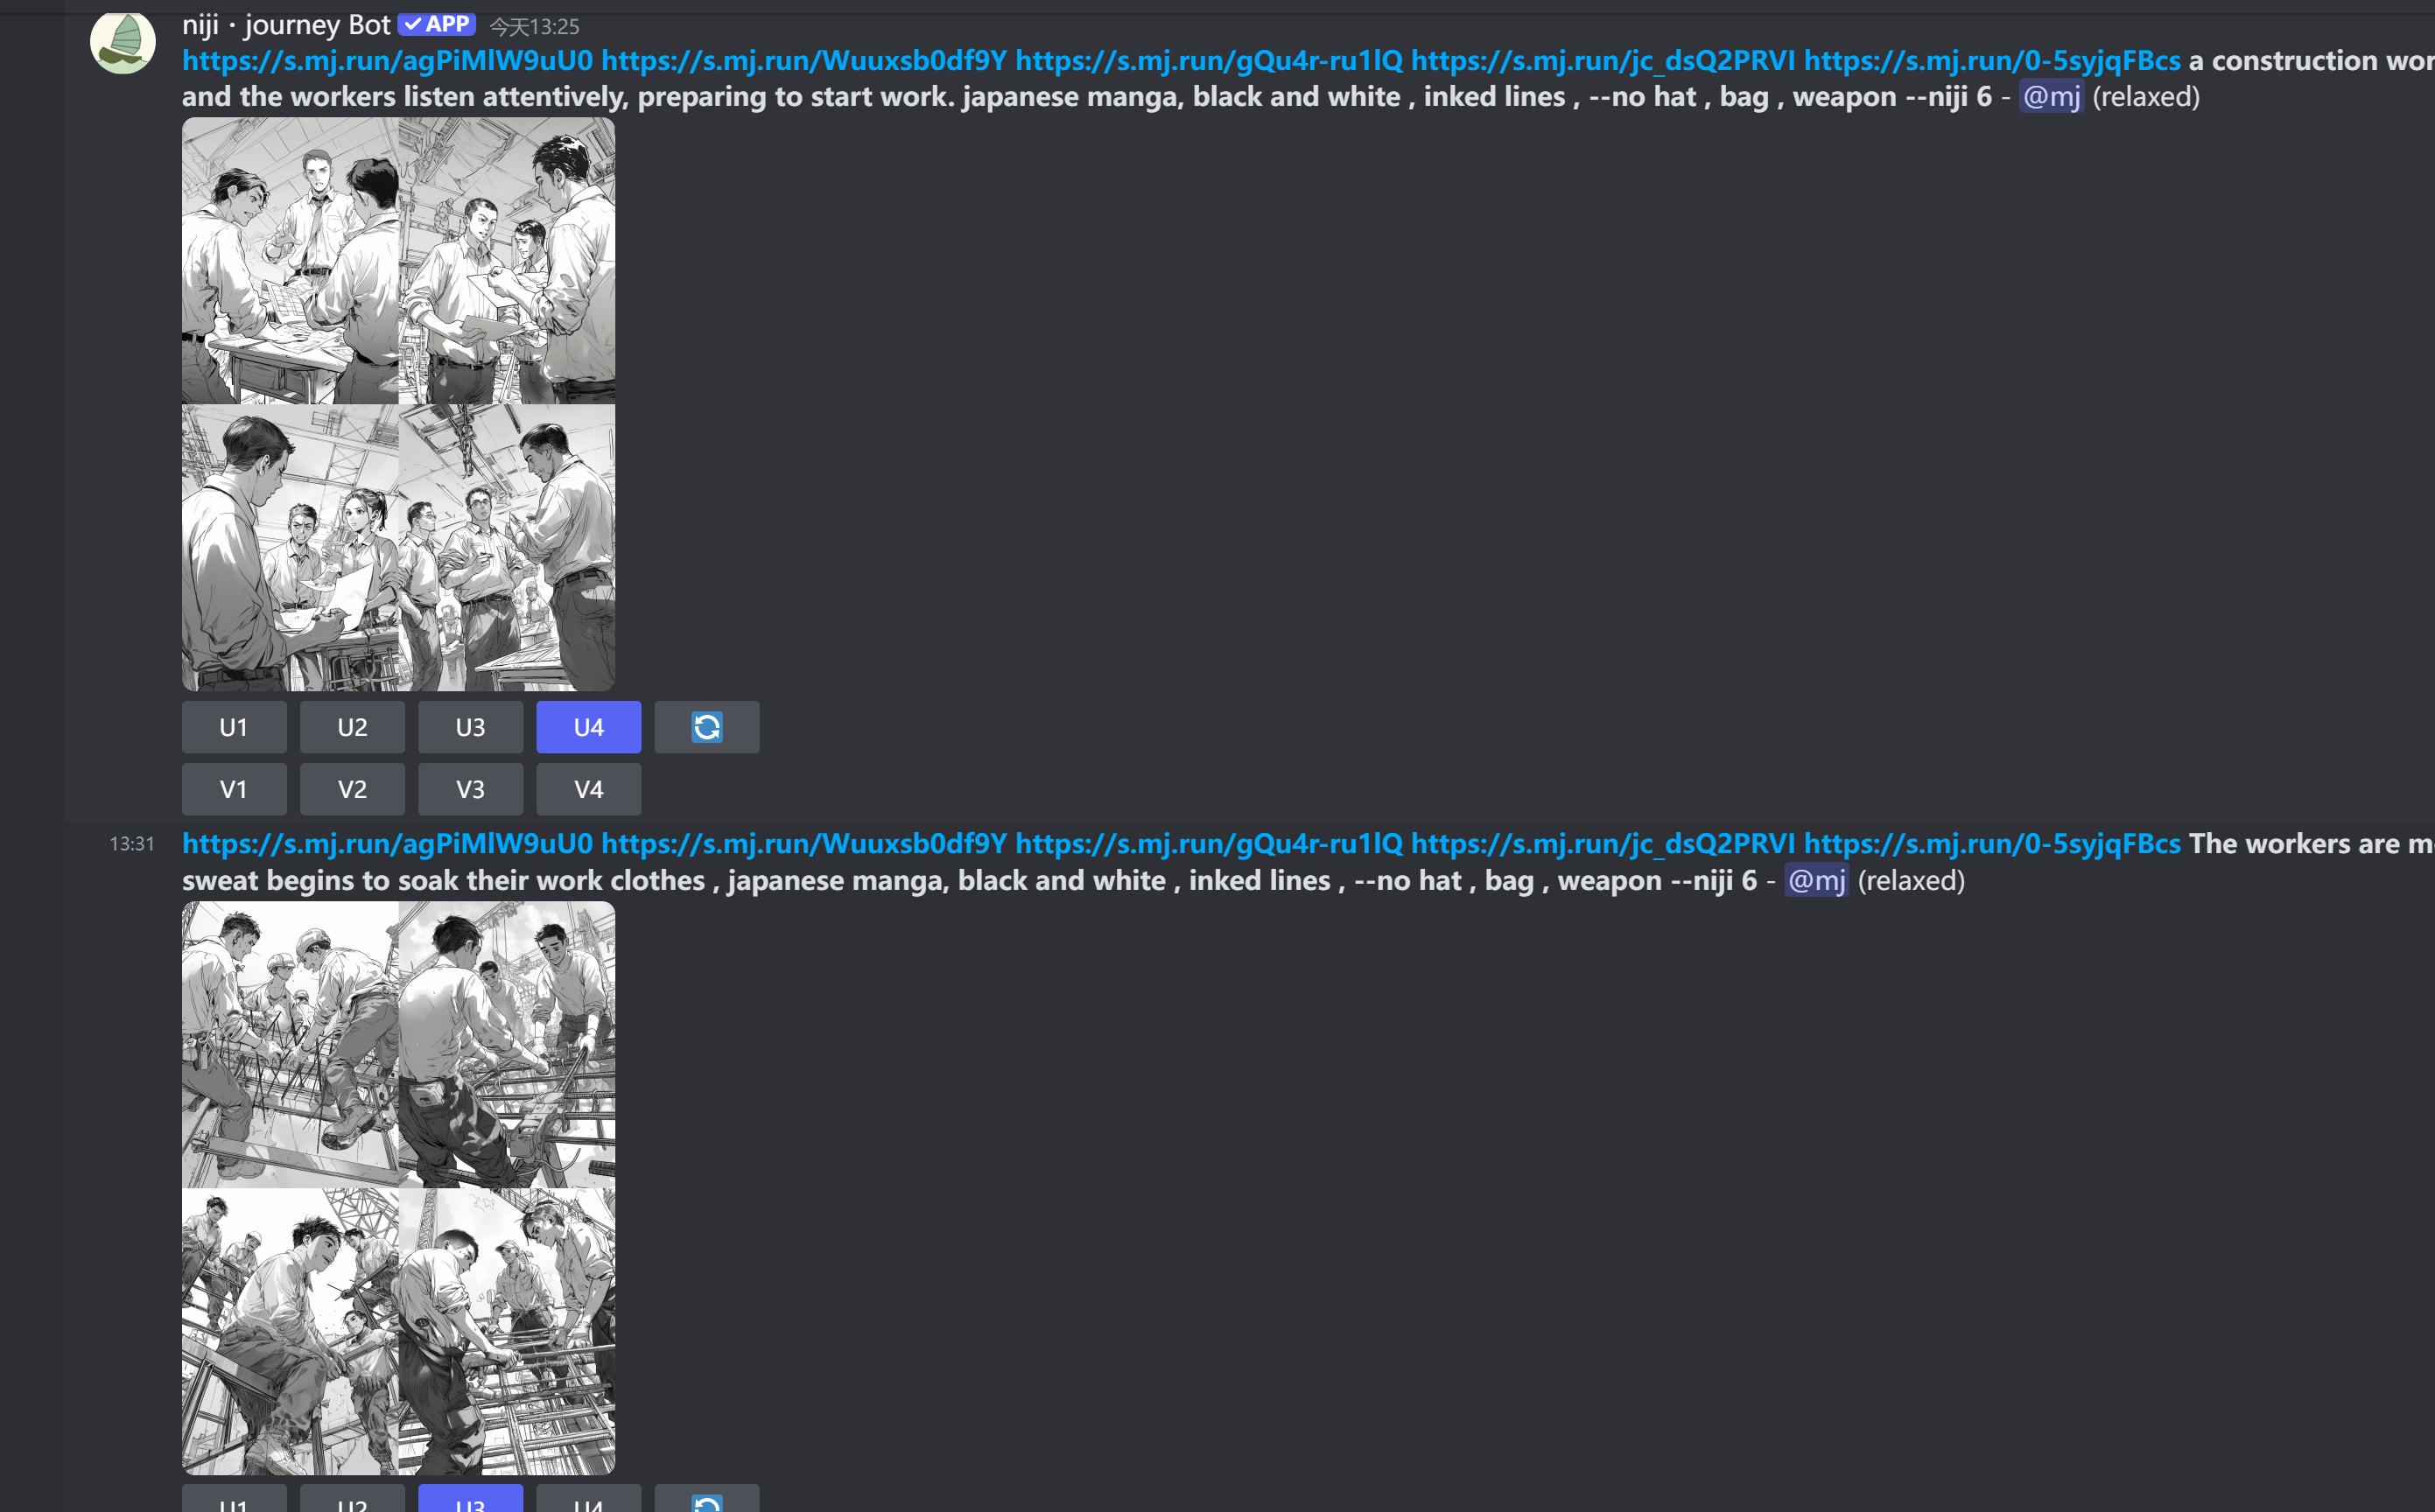 niji · journey Bot ✓ APP 今天13:25
https://s.mj.run/agPiMlW9uU0 https://s.mj.run/Wuuxsb0df9Y https://s.mj.run/gQu4r-ru1lQ https://s.mj.run/jc_dsQ2PRVI https://s.mj.run/0-5syjqFBcs a construction wor
and the workers listen attentively, preparing to start work. japanese manga, black and white , inked lines , --no hat , bag , weapon --niji 6 - @mj (relaxed)
U1 U2 U3 U4
V1 V2 V3 V4
13:31 https://s.mj.run/agPiMlW9uU0 https://s.mj.run/Wuuxsb0df9Y https://s.mj.run/gQu4r-ru1lQ https://s.mj.run/jc_dsQ2PRVI https://s.mj.run/0-5syjqFBcs The workers are m
sweat begins to soak their work clothes , japanese manga, black and white , inked lines , --no hat , bag , weapon --niji 6 - @mj (relaxed)
U1 U2 U3 U4